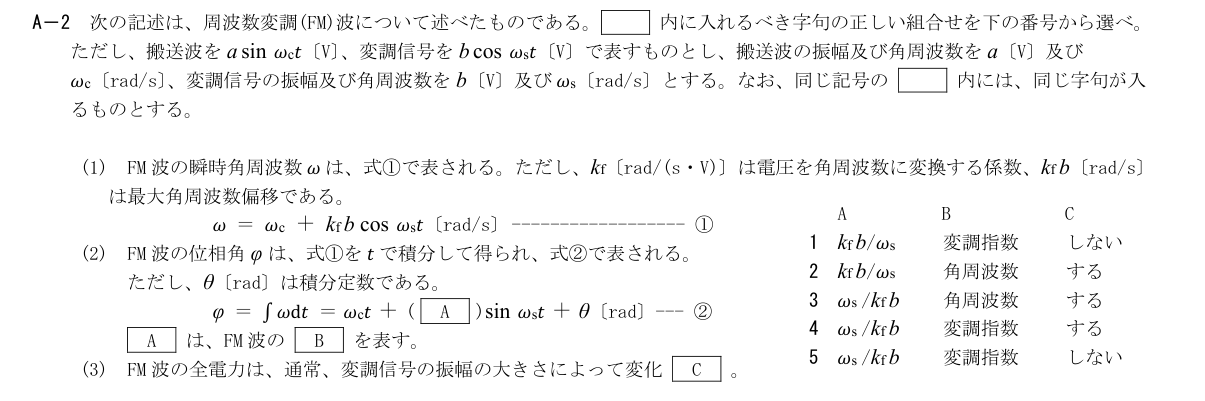 A－2 次の記述は、周波数変調(FM)波について述べたものである。□ 内に入れるべき字句の正しい組合せを下の番号から選べ。
ただし、搬送波を a sin ωct〔V〕、変調信号を b cos ωst〔V〕で表すものとし、搬送波の振幅及び角周波数を a〔V〕及び
ωc〔rad/s〕、変調信号の振幅及び角周波数を b〔V〕及び ωs〔rad/s〕とする。なお、同じ記号の □ 内には、同じ字句が入
るものとする。
(1) FM 波の瞬時角周波数 ω は、式①で表される。ただし、kf〔rad/(s・V)〕は電圧を角周波数に変換する係数、kf b〔rad/s〕
は最大角周波数偏移である。
ω ＝ ωc ＋ kf b cos ωst〔rad/s〕------------------ ①
(2) FM 波の位相角 φ は、式①を t で積分して得られ、式②で表される。
ただし、θ〔rad〕は積分定数である。
φ ＝ ∫ωdt ＝ ωct ＋ ( A )sin ωst ＋ θ〔rad〕--- ②
A は、FM 波の B を表す。
(3) FM 波の全電力は、通常、変調信号の振幅の大きさによって変化 C 。
A B C
1 kf b/ωs 変調指数 しない
2 kf b/ωs 角周波数 する
3 ωs/kf b 角周波数 する
4 ωs/kf b 変調指数 する
5 ωs/kf b 変調指数 しない